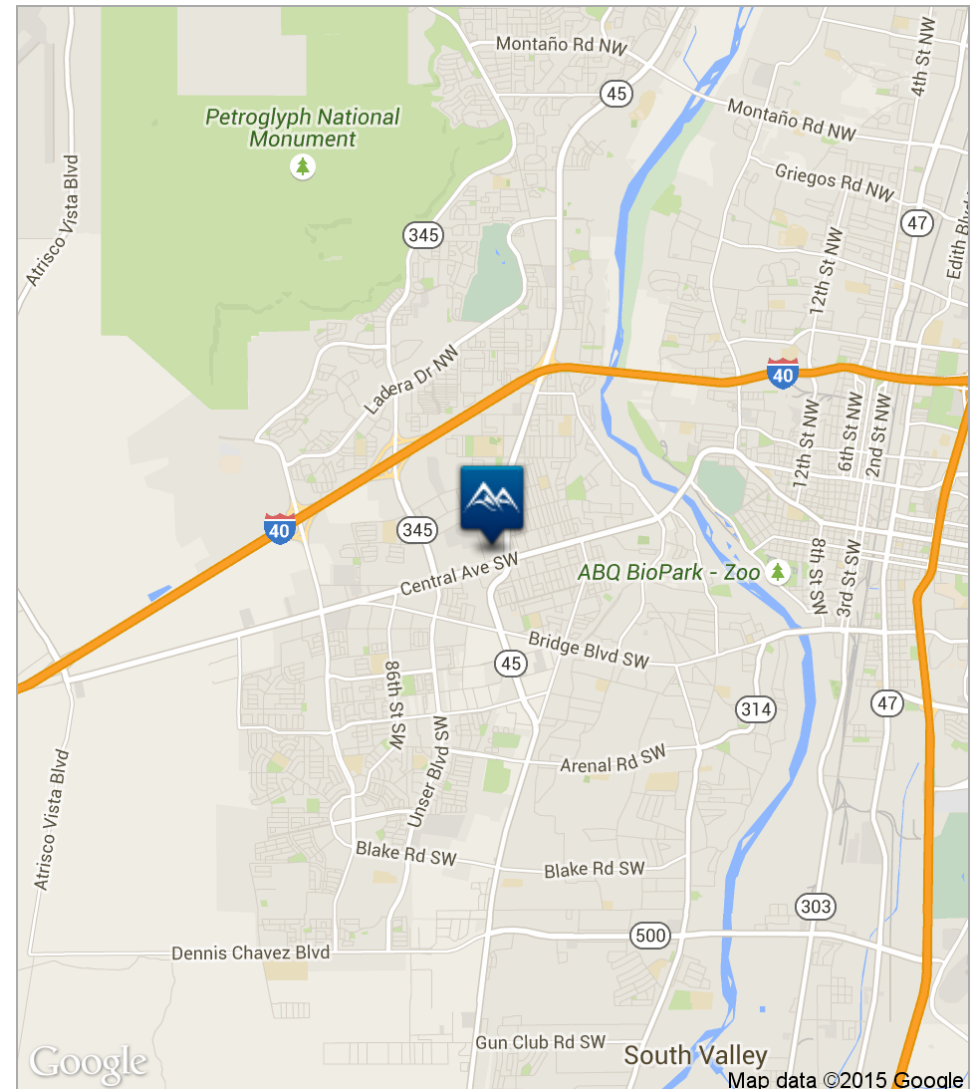 Montaño Rd NW
4th St NW
45
Petroglyph National
Monument
Montaño Rd NW
Griegos Rd NW
Atrisco Vista Blvd
345
47
12th St NW
Ladera Dr NW
40
12th St NW
6th St NW
2nd St NW
40
345
Central Ave SW
ABQ BioPark - Zoo
8th St SW
3rd St SW
Bridge Blvd SW
45
86th St SW
314
47
Unser Blvd SW
Arenal Rd SW
Atrisco Vista Blvd
Blake Rd SW
Blake Rd SW
303
500
Dennis Chavez Blvd
Gun Club Rd SW
South Valley
Google
Map data ©2015 Google
Edith